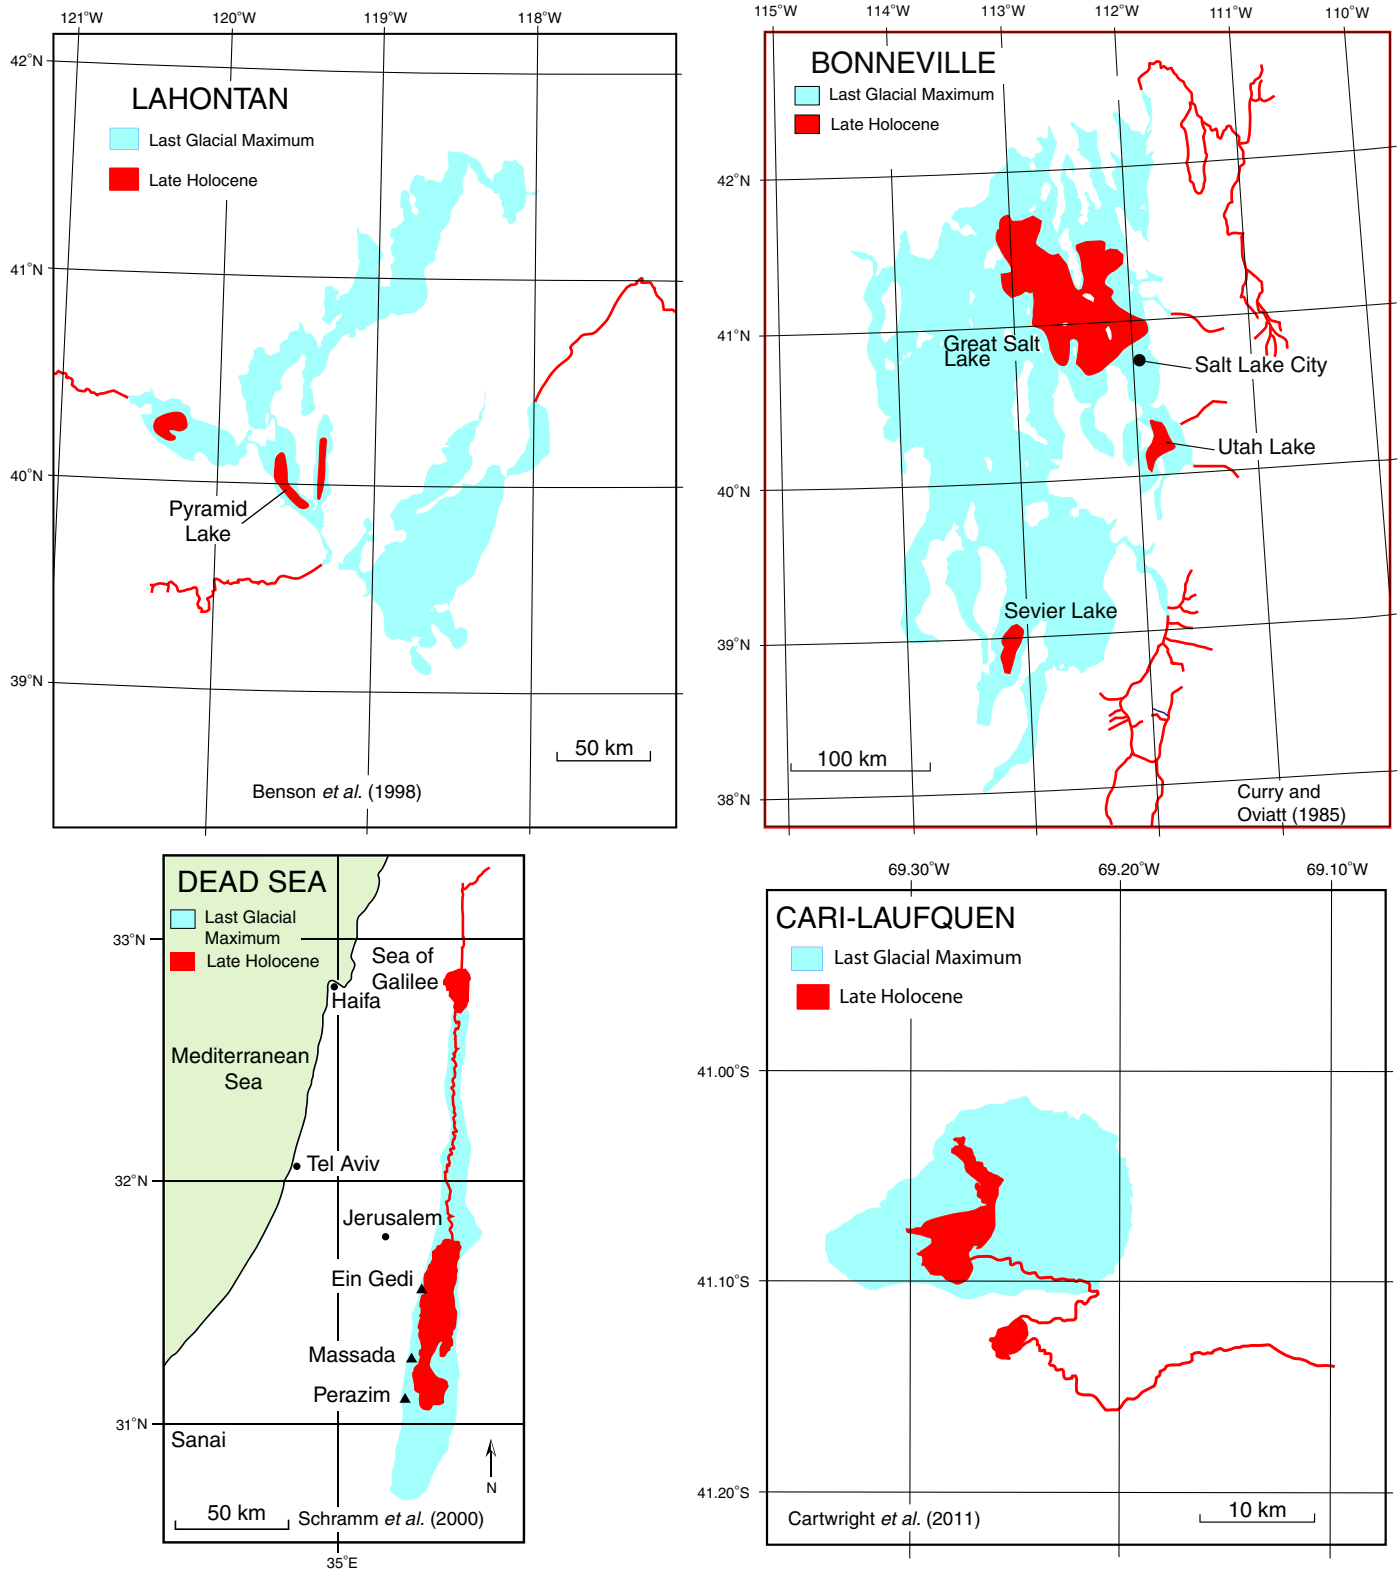 121°W 120°W 119°W 118°W
42°N
41°N
40°N
39°N
LAHONTAN
Last Glacial Maximum
Late Holocene
Pyramid
Lake
50 km
Benson et al. (1998)
115°W 114°W 113°W 112°W 111°W 110°W
42°N
41°N
40°N
39°N
38°N
BONNEVILLE
Last Glacial Maximum
Late Holocene
Great Salt
Lake
Salt Lake City
Utah Lake
Sevier Lake
100 km
Curry and
Oviatt (1985)
DEAD SEA
Last Glacial
Maximum
Late Holocene
33°N
32°N
31°N
35°E
Sea of
Galilee
Haifa
Mediterranean
Sea
Tel Aviv
Jerusalem
Ein Gedi
Massada
Perazim
Sanai
N
50 km
Schramm et al. (2000)
69.30°W 69.20°W 69.10°W
CARI-LAUFQUEN
Last Glacial Maximum
Late Holocene
41.00°S
41.10°S
41.20°S
10 km
Cartwright et al. (2011)